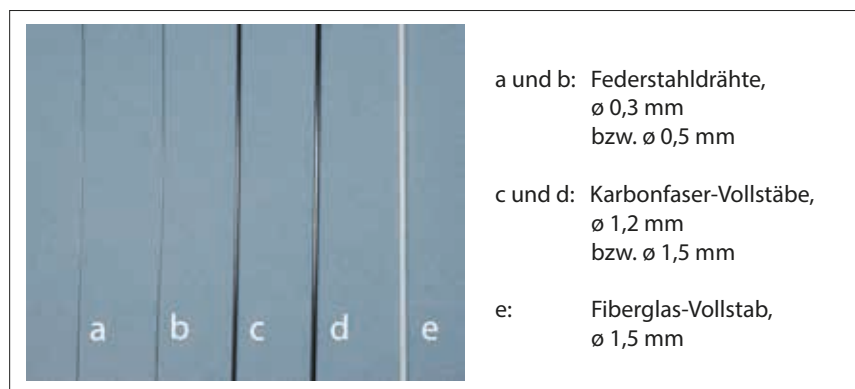 a b c d e
a und b: Federstahldrähte,
ø 0,3 mm
bzw. ø 0,5 mm
c und d: Karbonfaser-Vollstäbe,
ø 1,2 mm
bzw. ø 1,5 mm
e: Fiberglas-Vollstab,
ø 1,5 mm